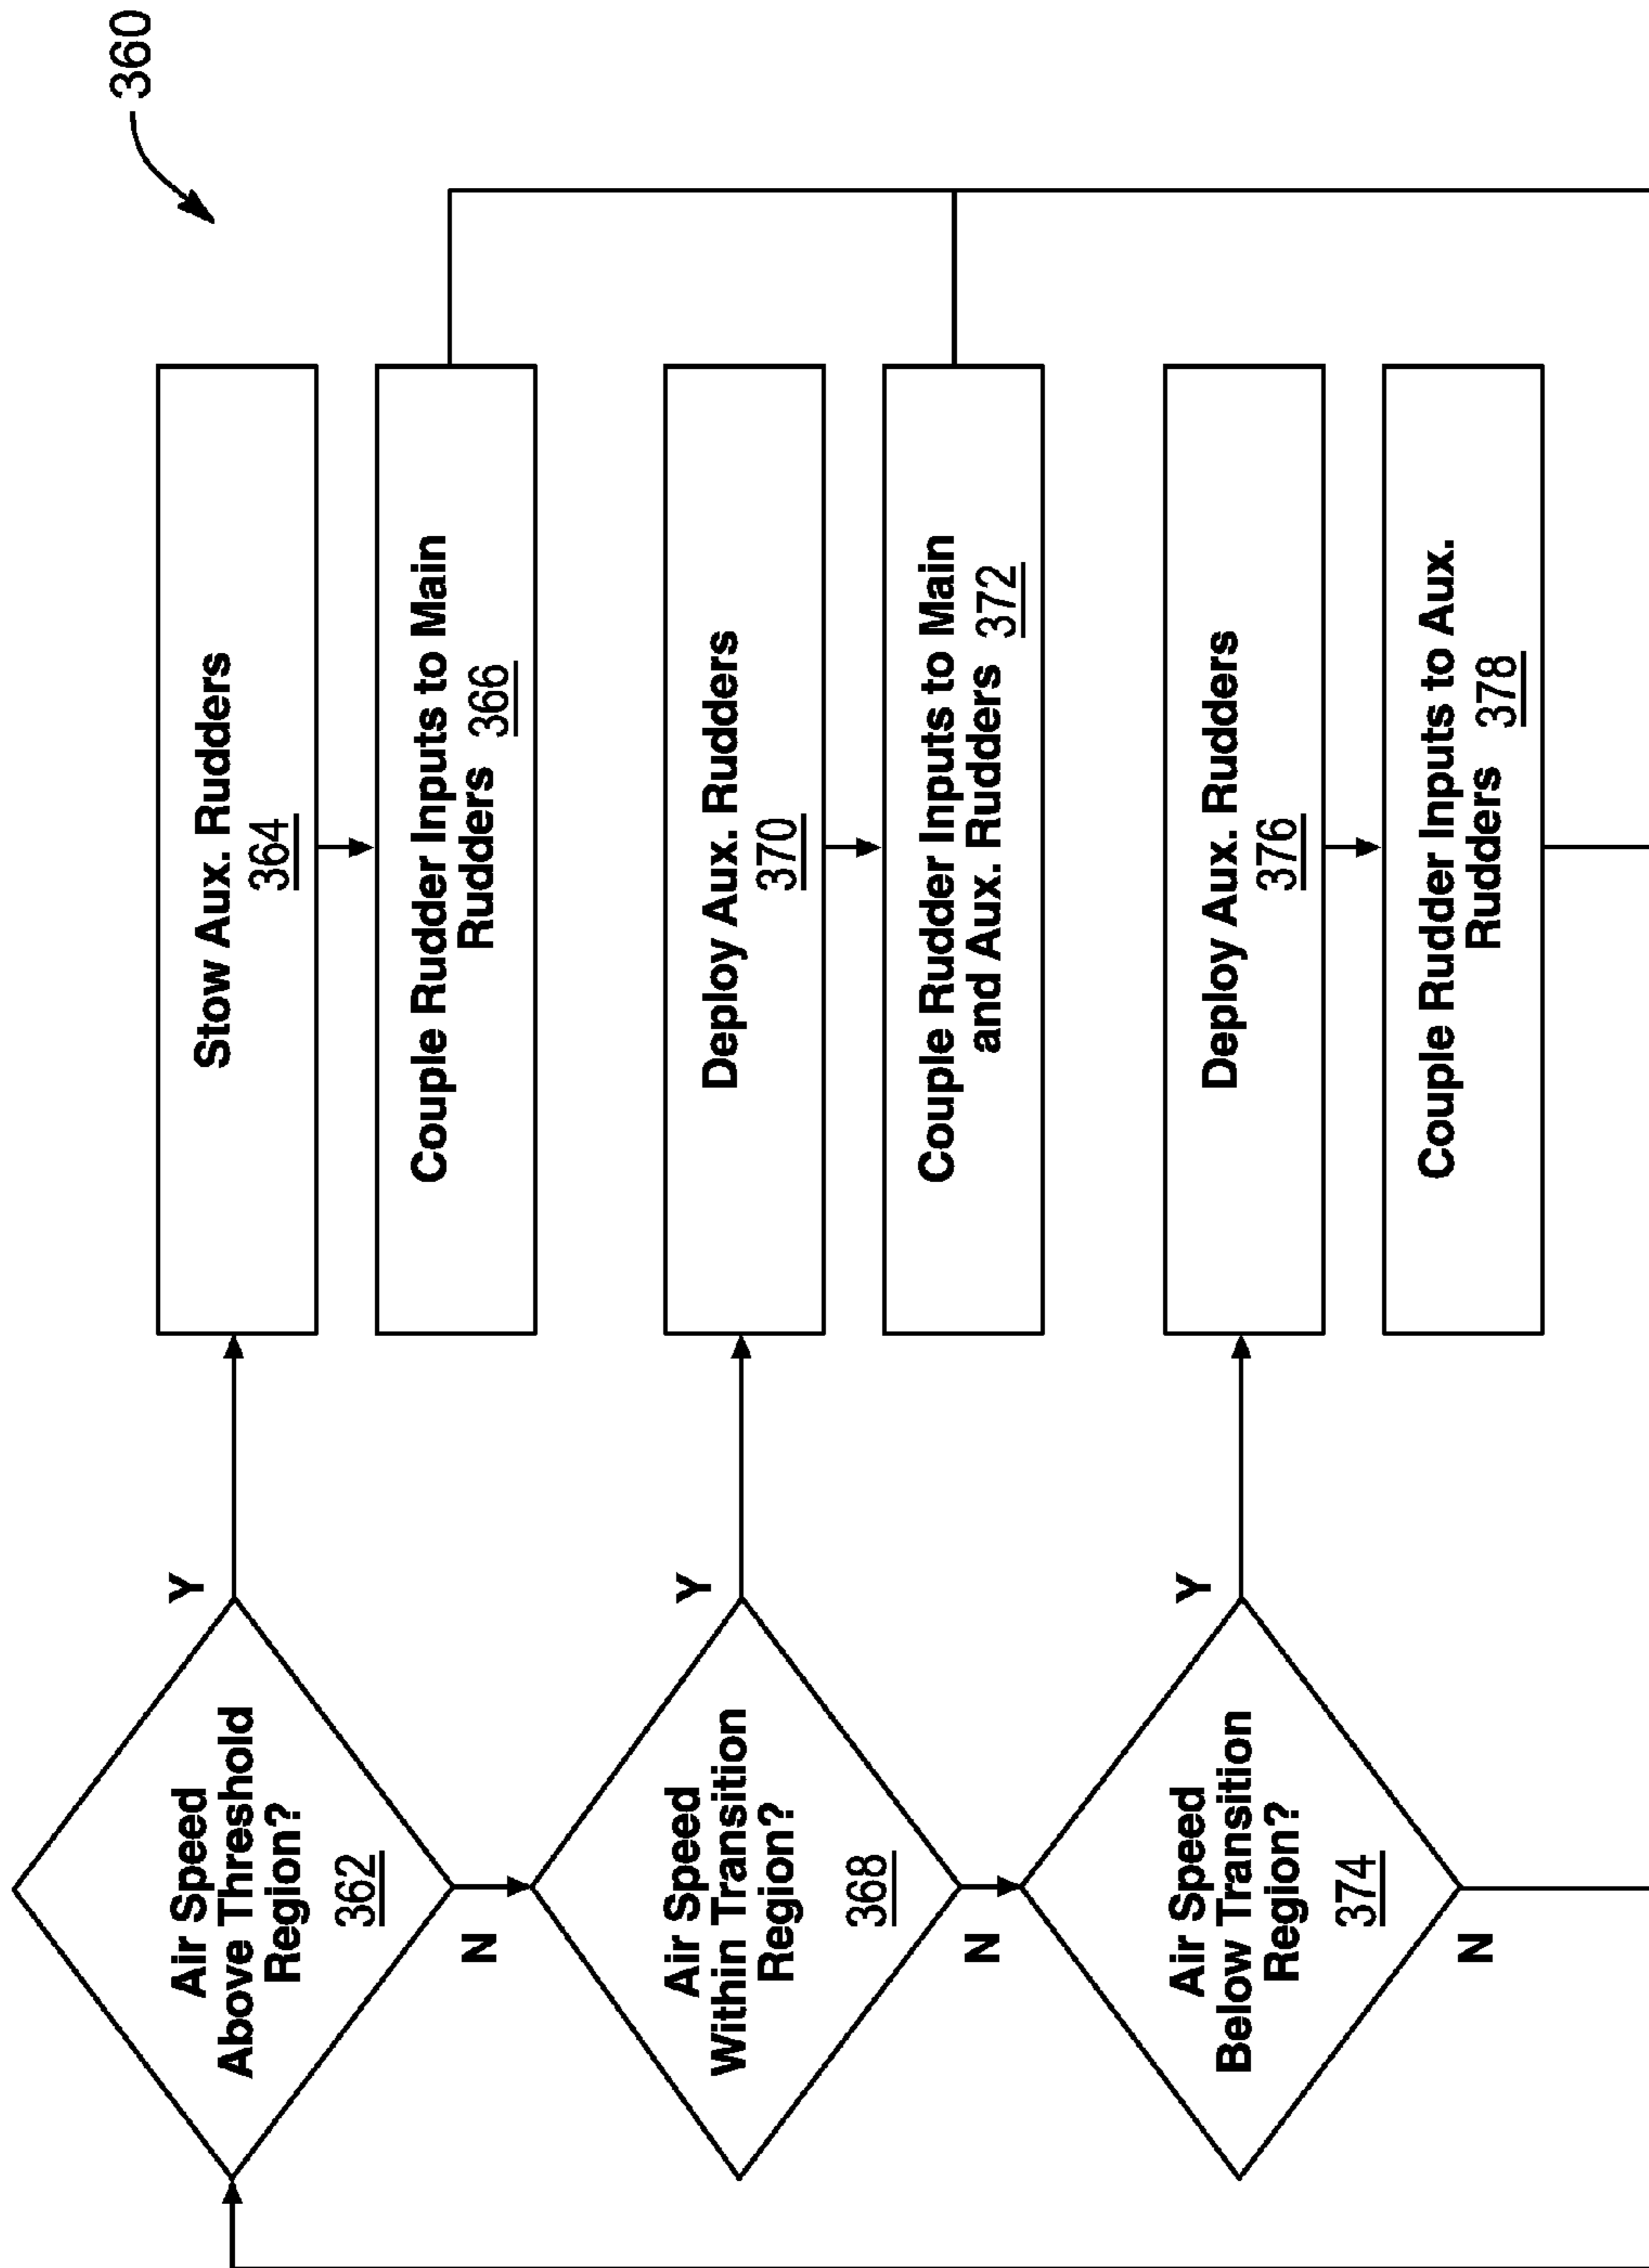 360
Air Speed
Above Threshold
Region?
362
Y
N
Stow Aux. Rudders
364
Couple Rudder Inputs to Main
Rudders 366
Air Speed
Within Transition
Region?
368
Y
N
Deploy Aux. Rudders
370
Couple Rudder Inputs to Main
and Aux. Rudders 372
Air Speed
Below Transition
Region?
374
Y
N
Deploy Aux. Rudders
376
Couple Rudder Inputs to Aux.
Rudders 378